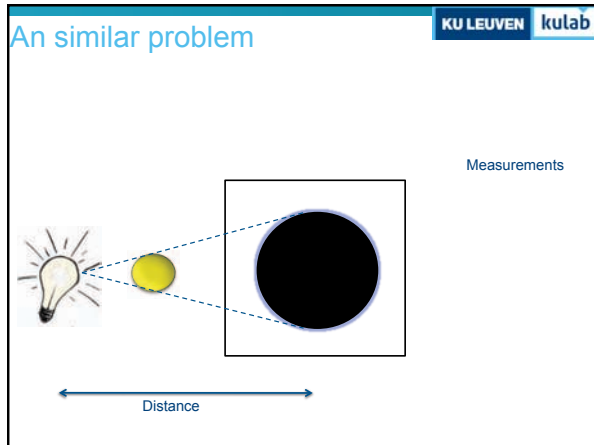 An similar problem
KU LEUVEN kulab
Measurements
Distance